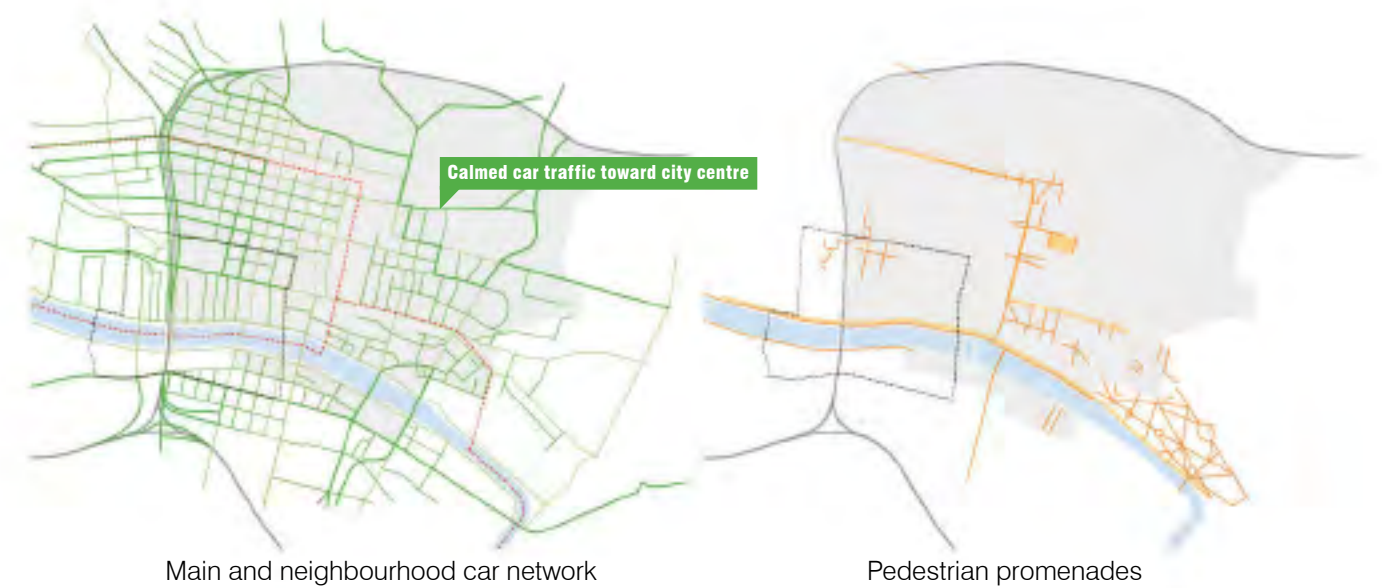 Calmed car traffic toward city centre
Main and neighbourhood car network
Pedestrian promenades